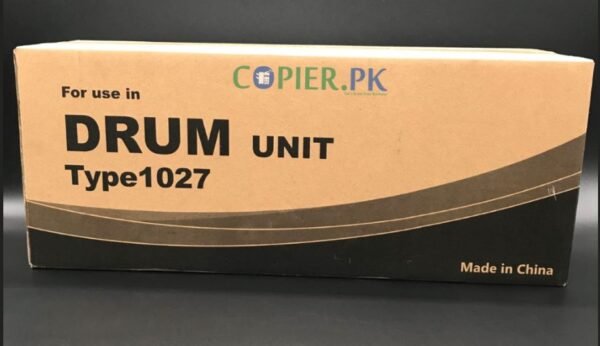 COPIER.PK
For use in
DRUM UNIT
Type1027
Made in China